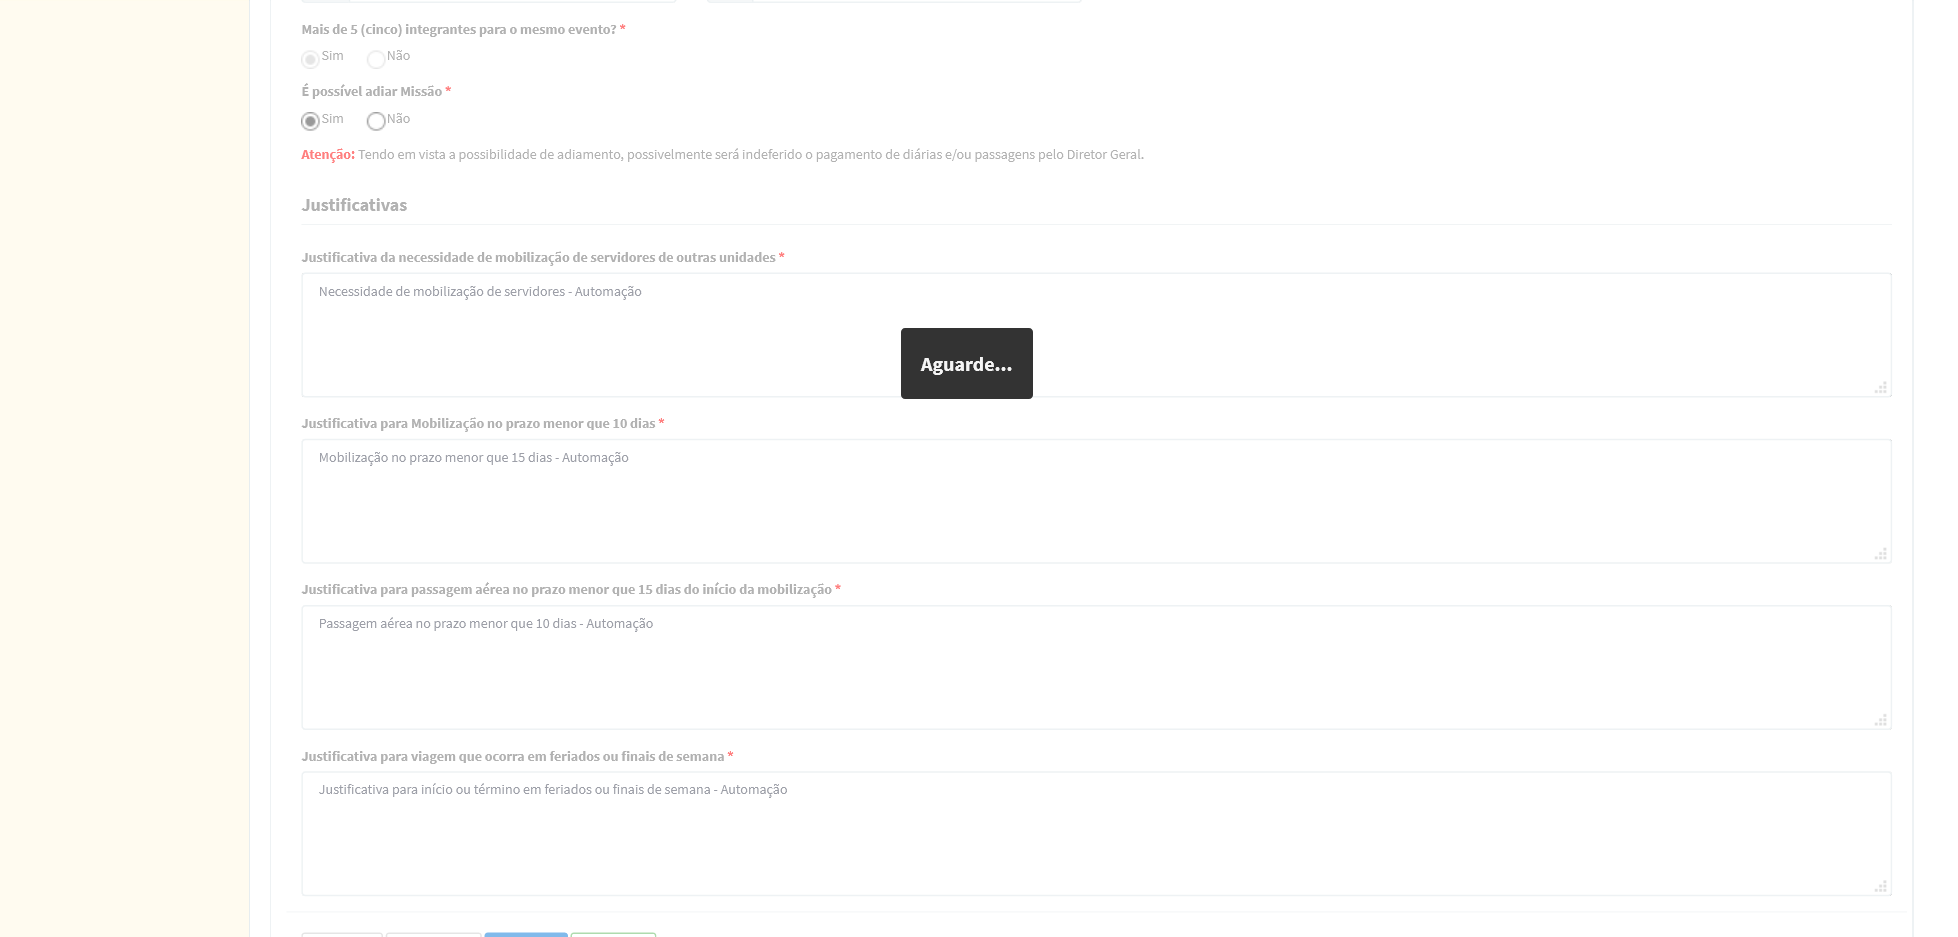 Mais de 5 (cinco) integrantes para o mesmo evento? *
Sim Não
É possível adiar Missão *
Sim Não
Atenção: Tendo em vista a possibilidade de adiamento, possivelmente será indeferido o pagamento de diárias e/ou passagens pelo Diretor Geral.
Justificativas
Justificativa da necessidade de mobilização de servidores de outras unidades *
Necessidade de mobilização de servidores - Automação
Aguarde...
Justificativa para Mobilização no prazo menor que 10 dias *
Mobilização no prazo menor que 15 dias - Automação
Justificativa para passagem aérea no prazo menor que 15 dias do início da mobilização *
Passagem aérea no prazo menor que 10 dias - Automação
Justificativa para viagem que ocorra em feriados ou finais de semana *
Justificativa para início ou término em feriados ou finais de semana - Automação